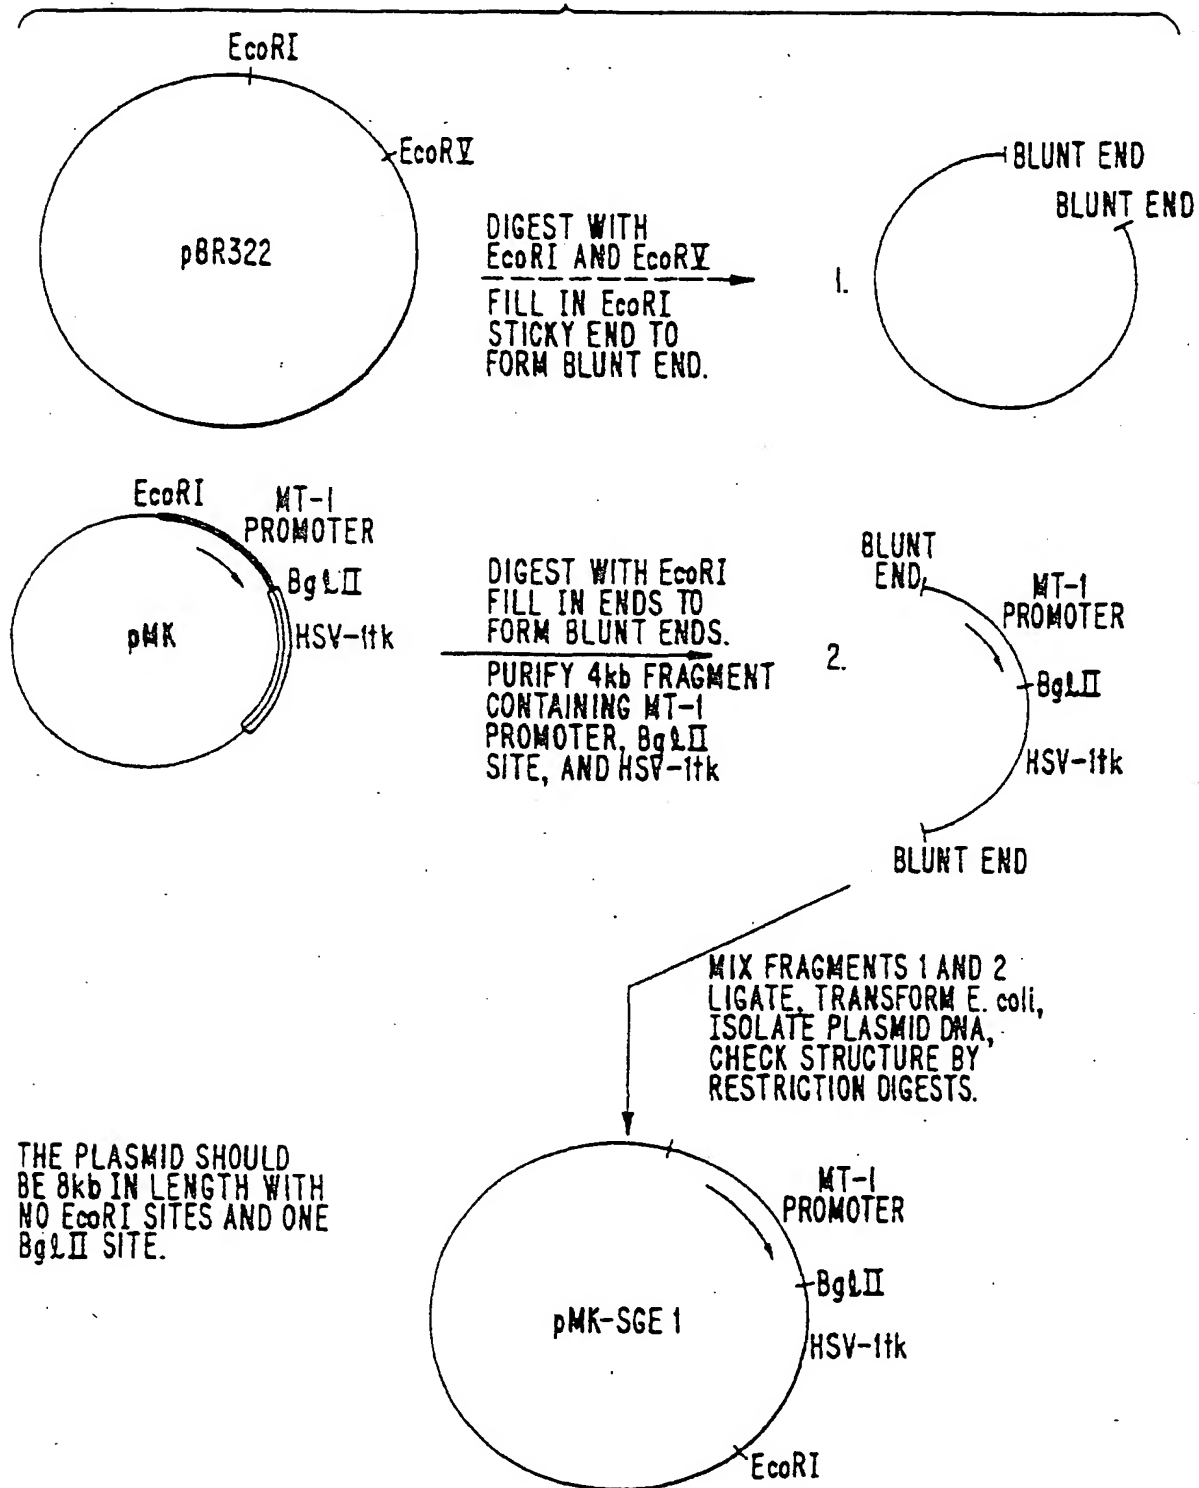 EcoRI
EcoRV
pBR322
DIGEST WITH
EcoRI AND EcoRV
FILL IN EcoRI
STICKY END TO
FORM BLUNT END.
1.
BLUNT END
BLUNT END
EcoRI
MT-1
PROMOTER
BglII
HSV-1tk
pMK
DIGEST WITH EcoRI
FILL IN ENDS TO
FORM BLUNT ENDS.
PURIFY 4kb FRAGMENT
CONTAINING MT-1
PROMOTER, BglII
SITE, AND HSV-1tk
2.
BLUNT
END
MT-1
PROMOTER
BglII
HSV-1tk
BLUNT END
MIX FRAGMENTS 1 AND 2
LIGATE, TRANSFORM E. coli,
ISOLATE PLASMID DNA,
CHECK STRUCTURE BY
RESTRICTION DIGESTS.
THE PLASMID SHOULD
BE 8kb IN LENGTH WITH
NO EcoRI SITES AND ONE
BglII SITE.
MT-1
PROMOTER
BglII
pMK-SGE 1
HSV-1tk
EcoRI